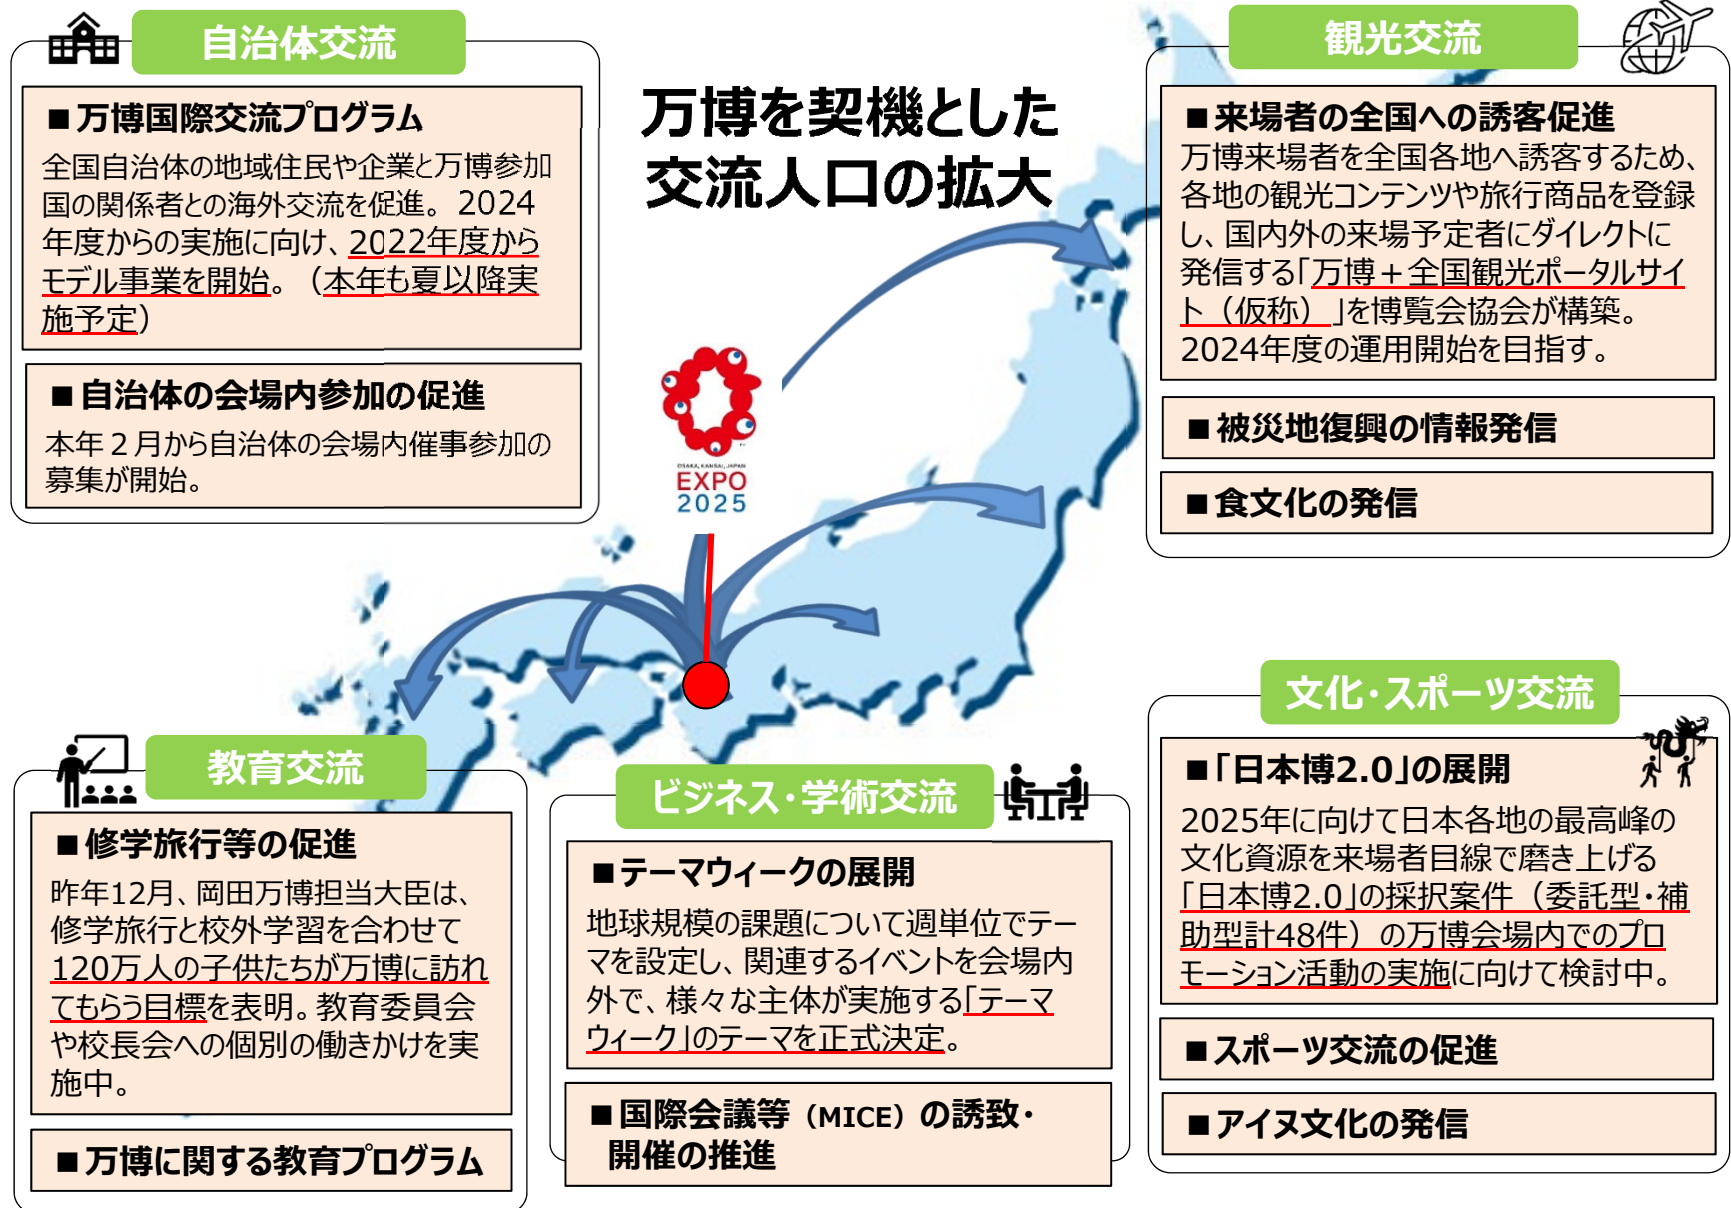 自治体交流
■万博国際交流プログラム
全国自治体の地域住民や企業と万博参加
国の関係者との海外交流を促進。2024
年度からの実施に向け、2022年度から
モデル事業を開始。（本年も夏以降実
施予定）
■自治体の会場内参加の促進
本年２月から自治体の会場内催事参加の
募集が開始。
万博を契機とした
交流人口の拡大
OSAKA, KANSAI, JAPAN
EXPO
2025
観光交流
■来場者の全国への誘客促進
万博来場者を全国各地へ誘客するため、
各地の観光コンテンツや旅行商品を登録
し、国内外の来場予定者にダイレクトに
発信する「万博＋全国観光ポータルサイ
ト（仮称）」を博覧会協会が構築。
2024年度の運用開始を目指す。
■被災地復興の情報発信
■食文化の発信
教育交流
■修学旅行等の促進
昨年12月、岡田万博担当大臣は、
修学旅行と校外学習を合わせて
120万人の子供たちが万博に訪れ
てもらう目標を表明。教育委員会
や校長会への個別の働きかけを実
施中。
■万博に関する教育プログラム
ビジネス・学術交流
■テーマウィークの展開
地球規模の課題について週単位でテー
マを設定し、関連するイベントを会場内
外で、様々な主体が実施する「テーマ
ウィーク」のテーマを正式決定。
■国際会議等（MICE）の誘致・
開催の推進
文化・スポーツ交流
■「日本博2.0」の展開
2025年に向けて日本各地の最高峰の
文化資源を来場者目線で磨き上げる
「日本博2.0」の採択案件（委託型・補
助型計48件）の万博会場内でのプロ
モーション活動の実施に向けて検討中。
■スポーツ交流の促進
■アイヌ文化の発信